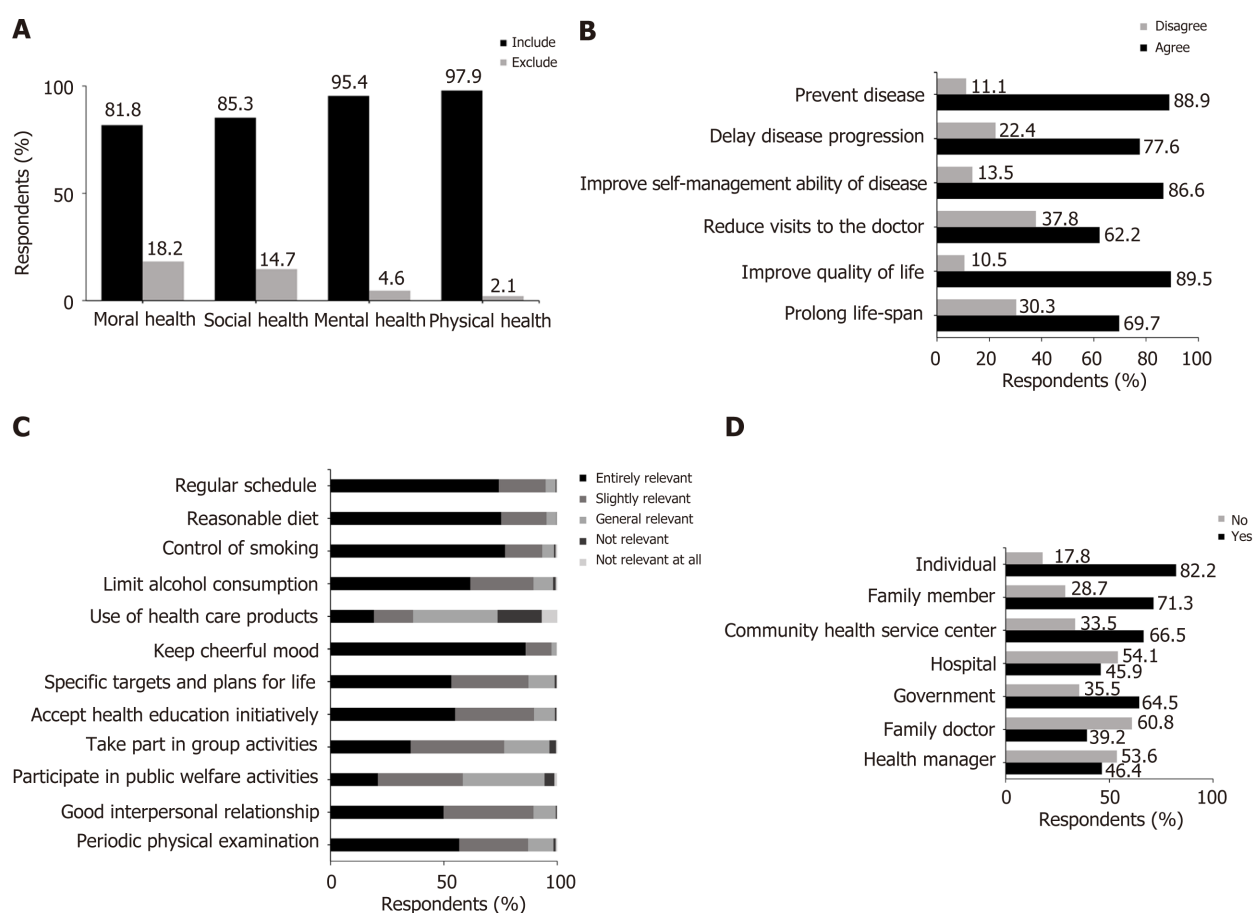 A
Include
Exclude
Respondents (%)
100
50
0
81.8
18.2
85.3
14.7
95.4
4.6
97.9
2.1
Moral health
Social health
Mental health
Physical health
B
Disagree
Agree
Prevent disease
11.1
88.9
Delay disease progression
22.4
77.6
Improve self-management ability of disease
13.5
86.6
Reduce visits to the doctor
37.8
62.2
Improve quality of life
10.5
89.5
Prolong life-span
30.3
69.7
0 20 40 60 80 100
Respondents (%)
C
Entirely relevant
Slightly relevant
General relevant
Not relevant
Not relevant at all
Regular schedule
Reasonable diet
Control of smoking
Limit alcohol consumption
Use of health care products
Keep cheerful mood
Specific targets and plans for life
Accept health education initiatively
Take part in group activities
Participate in public welfare activities
Good interpersonal relationship
Periodic physical examination
0 50 100
Respondents (%)
D
No
Yes
Individual
17.8
82.2
Family member
28.7
71.3
Community health service center
33.5
66.5
Hospital
54.1
45.9
Government
35.5
64.5
Family doctor
60.8
39.2
Health manager
53.6
46.4
0 50 100
Respondents (%)